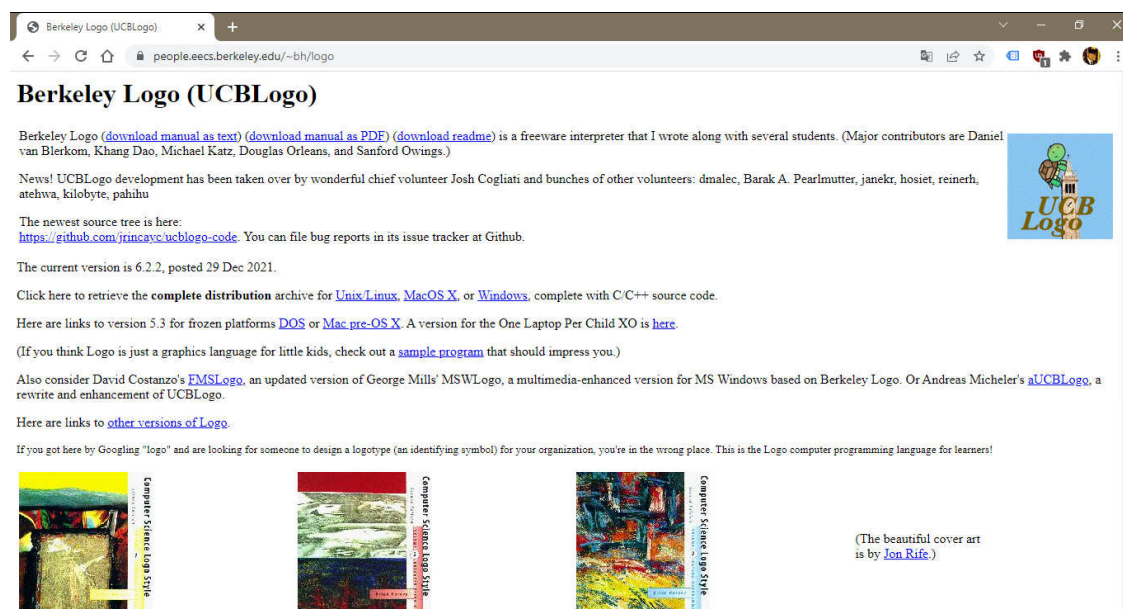 Berkeley Logo (UCBLogo)
people.eecs.berkeley.edu/~bh/logo
1
Berkeley Logo (UCBLogo)
Berkeley Logo (download manual as text) (download manual as PDF) (download readme) is a freeware interpreter that I wrote along with several students. (Major contributors are Daniel
van Blerkom, Khang Dao, Michael Katz, Douglas Orleans, and Sanford Owings.)
News! UCBLogo development has been taken over by wonderful chief volunteer Josh Cogliati and bunches of other volunteers: dmalec, Barak A. Pearlmutter, janekr, hosiet, reinerh,
atehwa, kilobyte, pahihu
UCB
Logo
The newest source tree is here:
https://github.com/jrincayc/ucblogo-code. You can file bug reports in its issue tracker at Github.
The current version is 6.2.2, posted 29 Dec 2021.
Click here to retrieve the complete distribution archive for Unix/Linux, MacOS X, or Windows, complete with C/C++ source code.
Here are links to version 5.3 for frozen platforms DOS or Mac pre-OS X. A version for the One Laptop Per Child XO is here.
(If you think Logo is just a graphics language for little kids, check out a sample program that should impress you.)
Also consider David Costanzo's FMSLogo, an updated version of George Mills' MSWLogo, a multimedia-enhanced version for MS Windows based on Berkeley Logo. Or Andreas Micheler's aUCBLogo, a
rewrite and enhancement of UCBLogo.
Here are links to other versions of Logo.
If you got here by Googling "logo" and are looking for someone to design a logotype (an identifying symbol) for your organization, you're in the wrong place. This is the Logo computer programming language for learners!
Computer Science Logo Style
Computer Science Logo Style
Computer Science Logo Style
(The beautiful cover art
is by Jon Rife.)